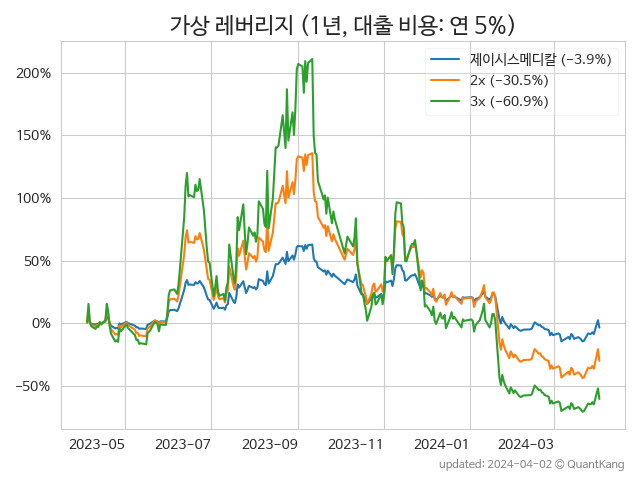 가상 레버리지 (1년, 대출 비용: 연 5%)
제이시스메디칼 (-3.9%)
2x (-30.5%)
3x (-60.9%)
200%
150%
100%
50%
0%
-50%
2023-05 2023-07 2023-09 2023-11 2024-01 2024-03
updated: 2024-04-02 © QuantKang